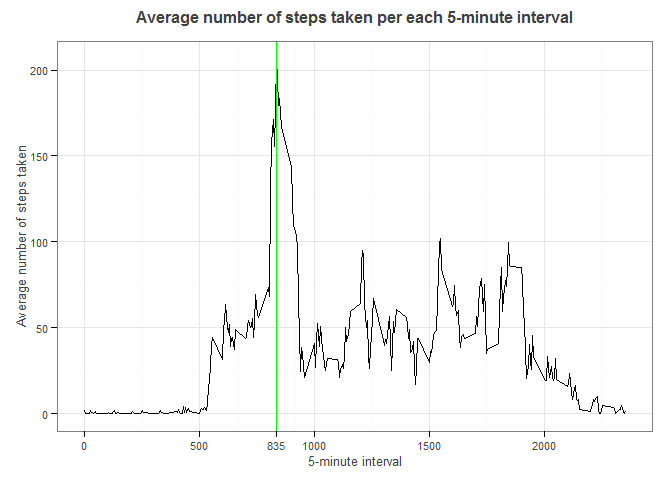 Average number of steps taken per each 5-minute interval
Average number of steps taken
200
150
100
50
0
0 500 835 1000 1500 2000
5-minute interval